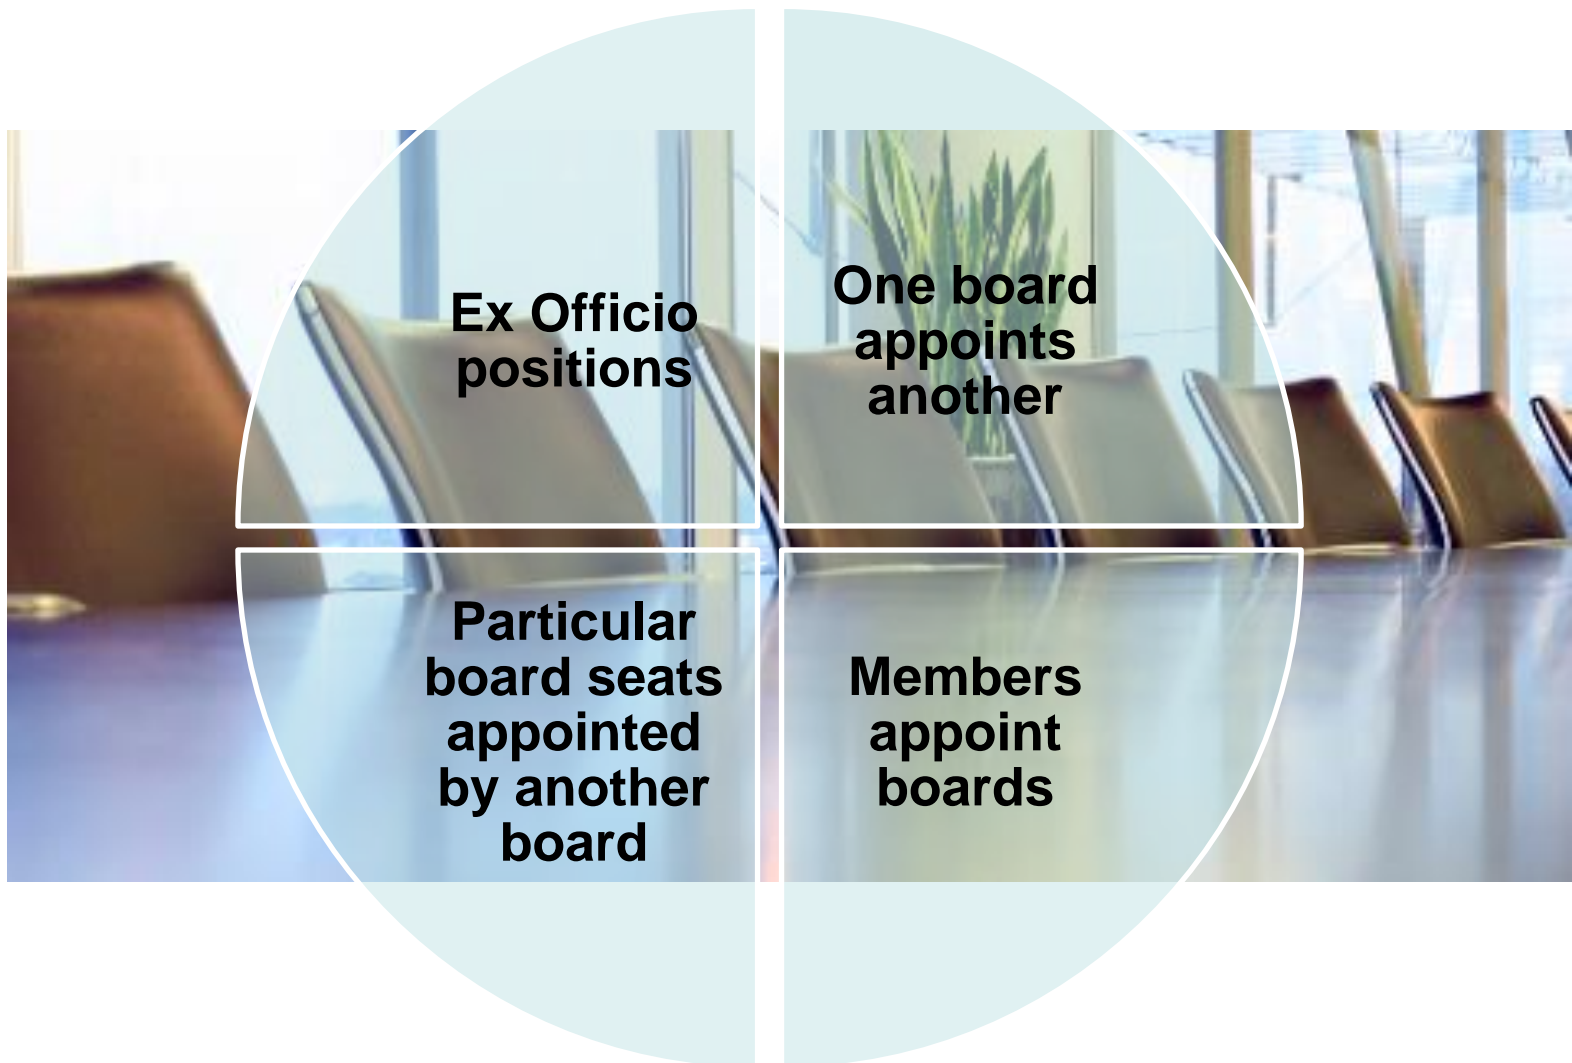 Ex Officio
positions
One board
appoints
another
Particular
board seats
appointed
by another
board
Members
appoint
boards